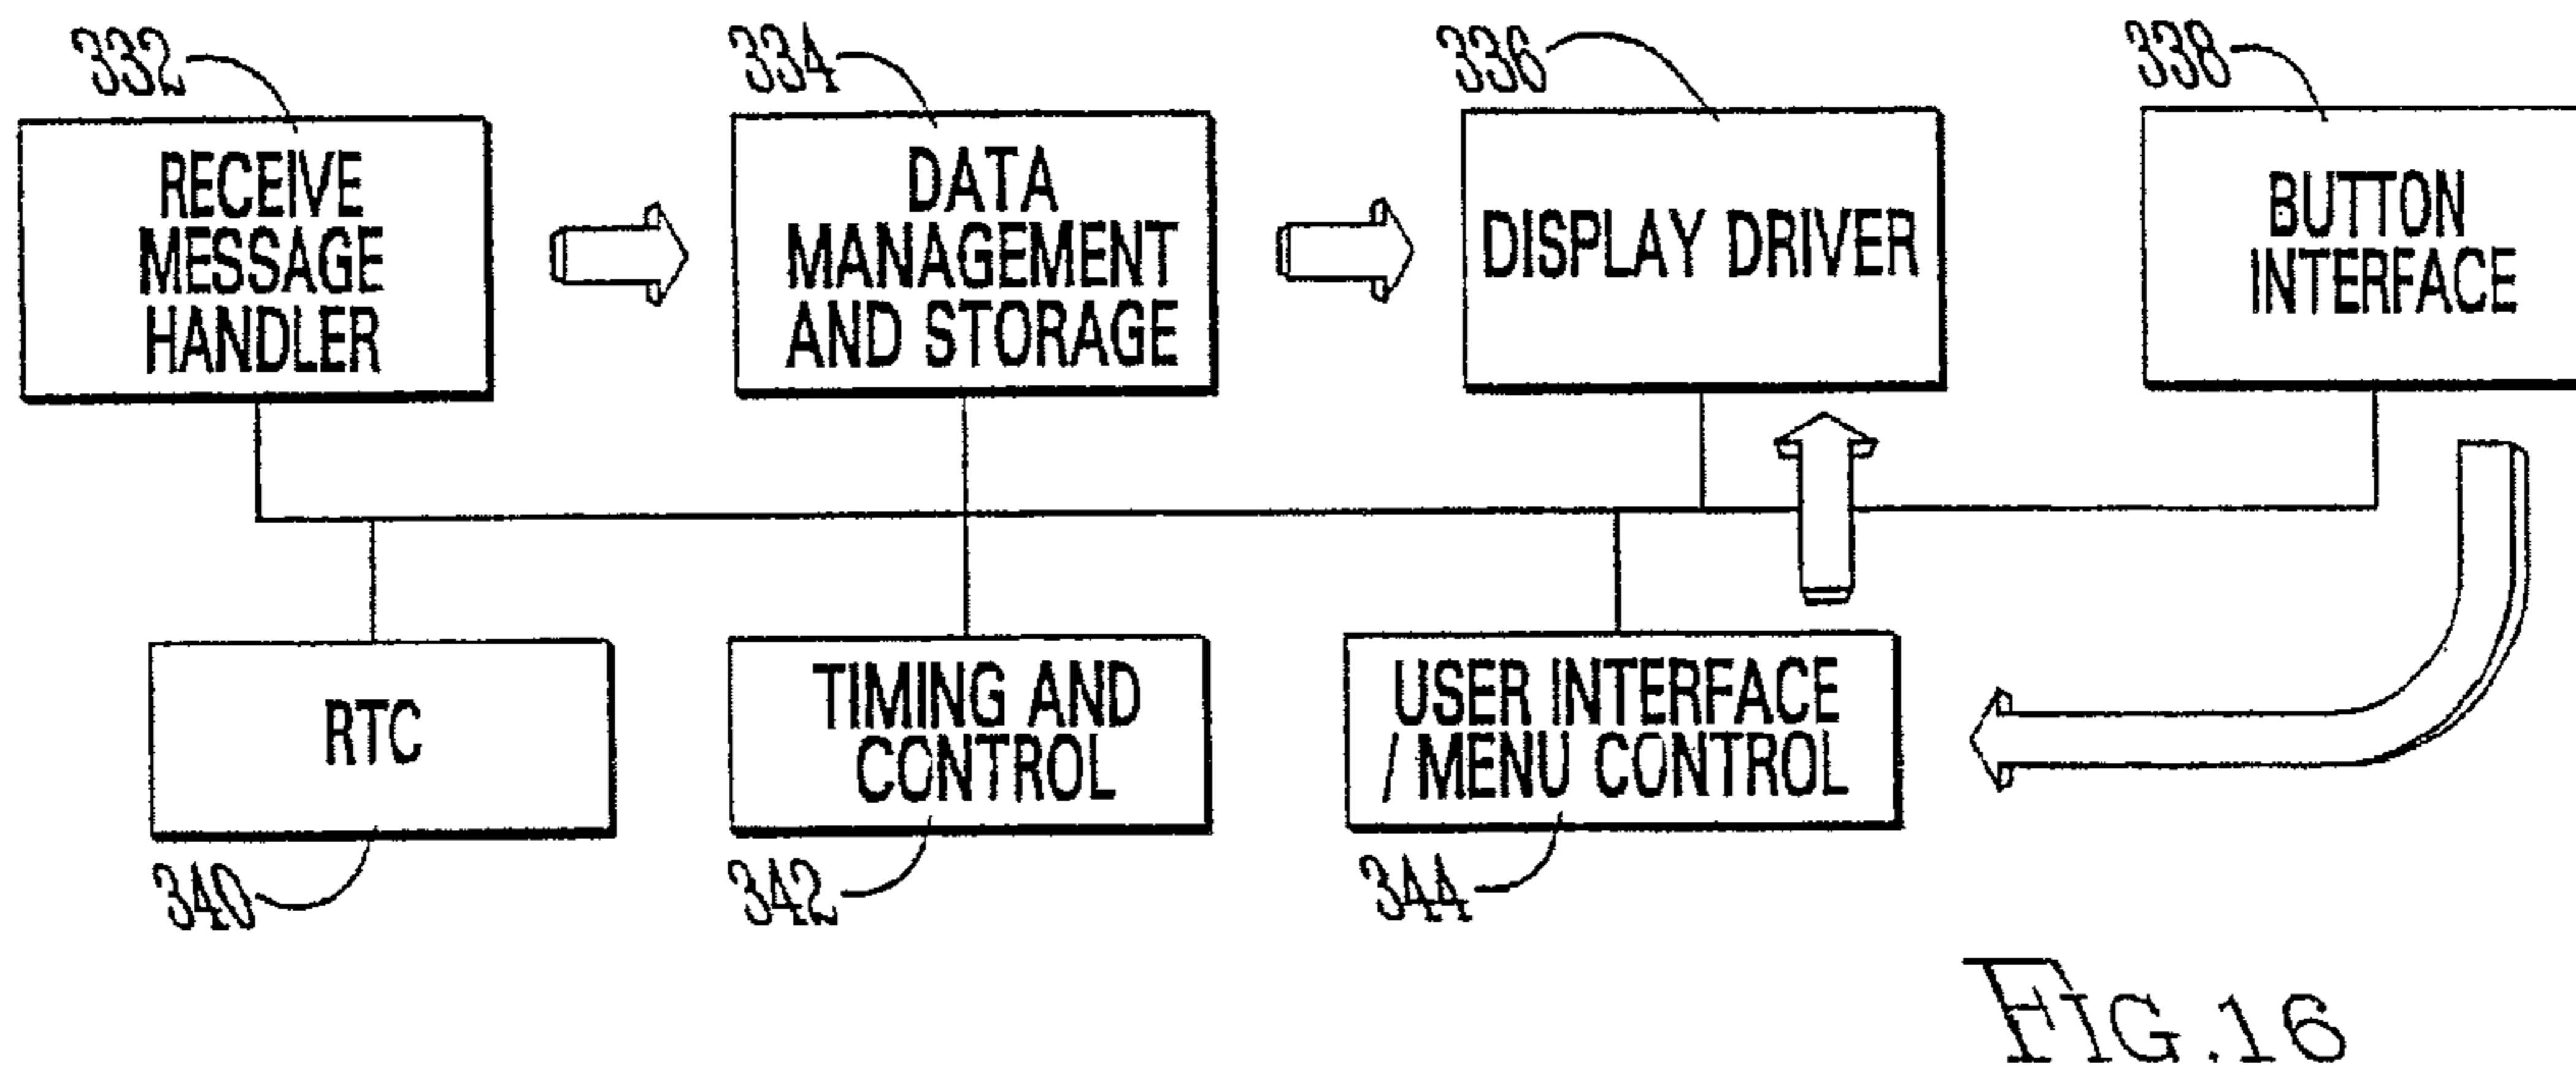 332
334
336
338
RECEIVE
MESSAGE
HANDLER
DATA
MANAGEMENT
AND STORAGE
DISPLAY DRIVER
BUTTON
INTERFACE
RTC
TIMING AND
CONTROL
USER INTERFACE
/ MENU CONTROL
340
342
344
FIG.16